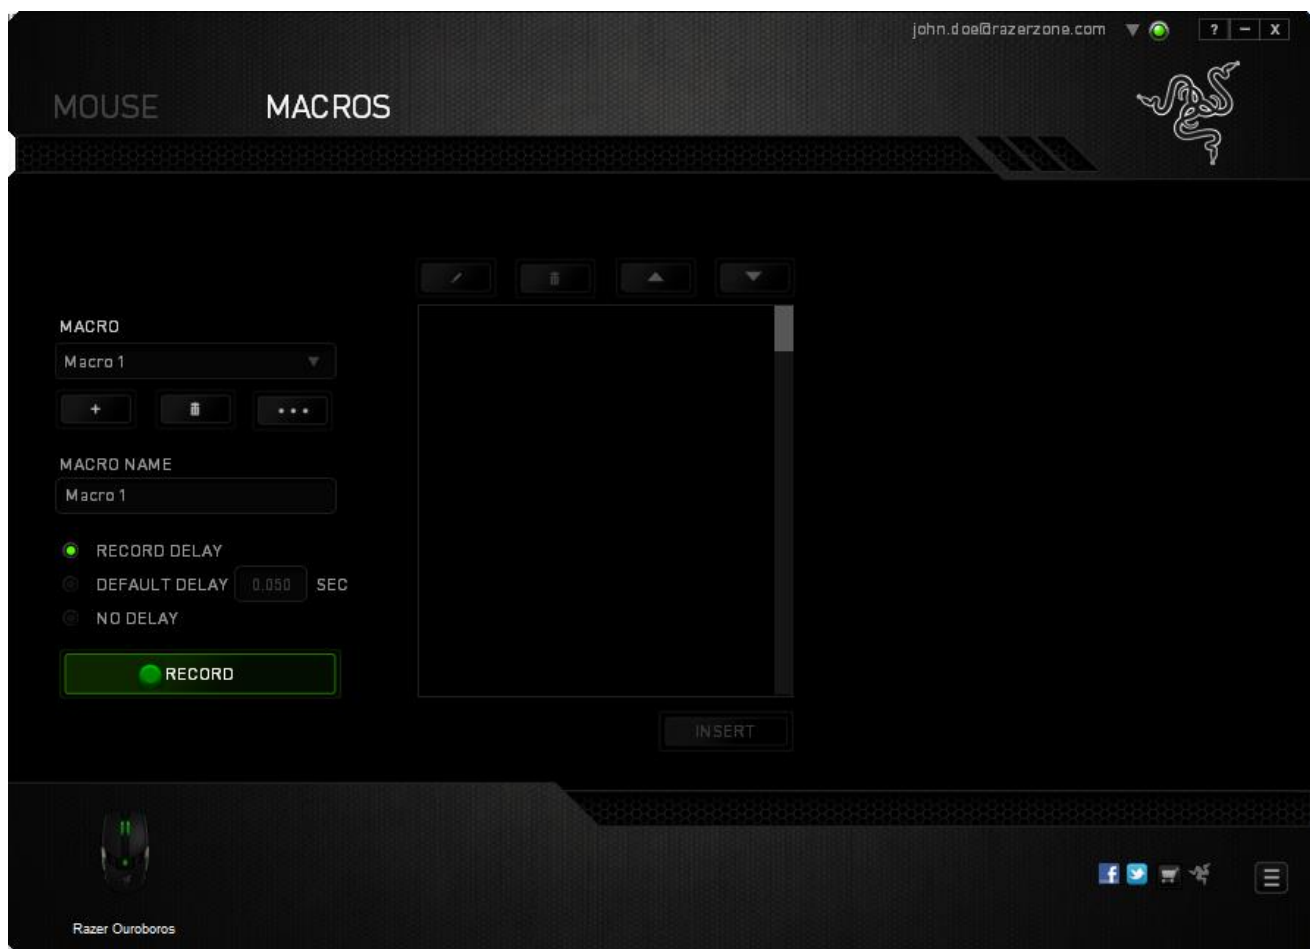 john.doe@razerzone.com ? – X
MOUSE MACROS
MACRO
Macro 1
+ •••
MACRO NAME
Macro 1
RECORD DELAY
DEFAULT DELAY 0.050 SEC
NO DELAY
RECORD
INSERT
Razer Ouroboros